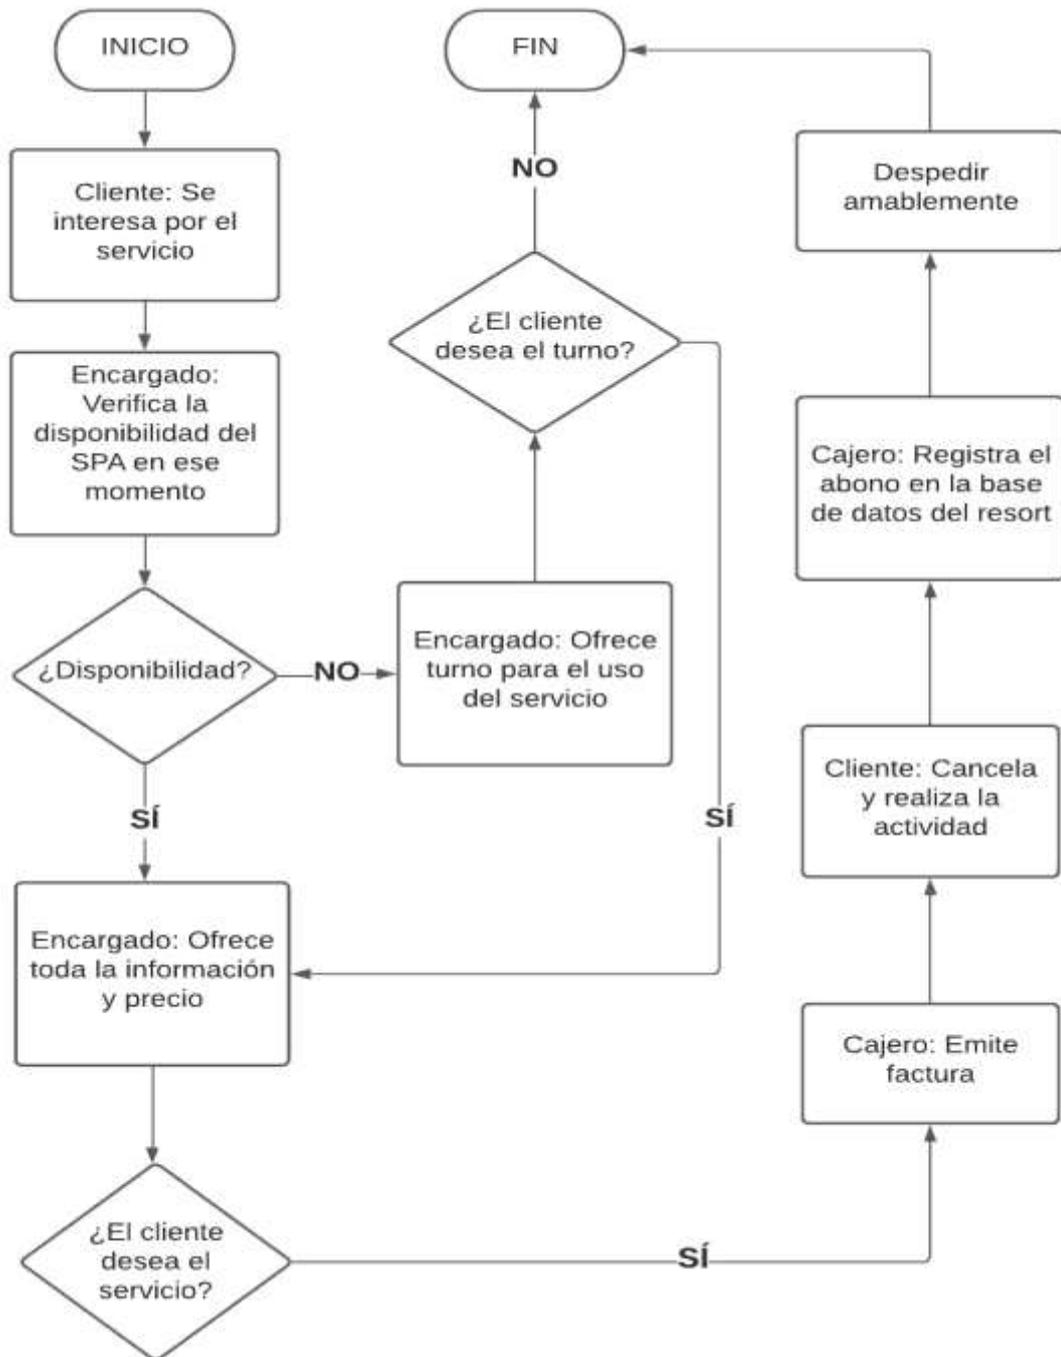 INICIO
Cliente: Se
interesa por el
servicio
Encargado:
Verifica la
disponibilidad del
SPA en ese
momento
¿Disponibilidad?
NO
SÍ
Encargado: Ofrece
turno para el uso
del servicio
¿El cliente
desea el turno?
NO
FIN
SÍ
Encargado: Ofrece
toda la información
y precio
¿El cliente
desea el
servicio?
SÍ
Cajero: Emite
factura
Cliente: Cancela
y realiza la
actividad
Cajero: Registra el
abono en la base
de datos del resort
Despedir
amablemente